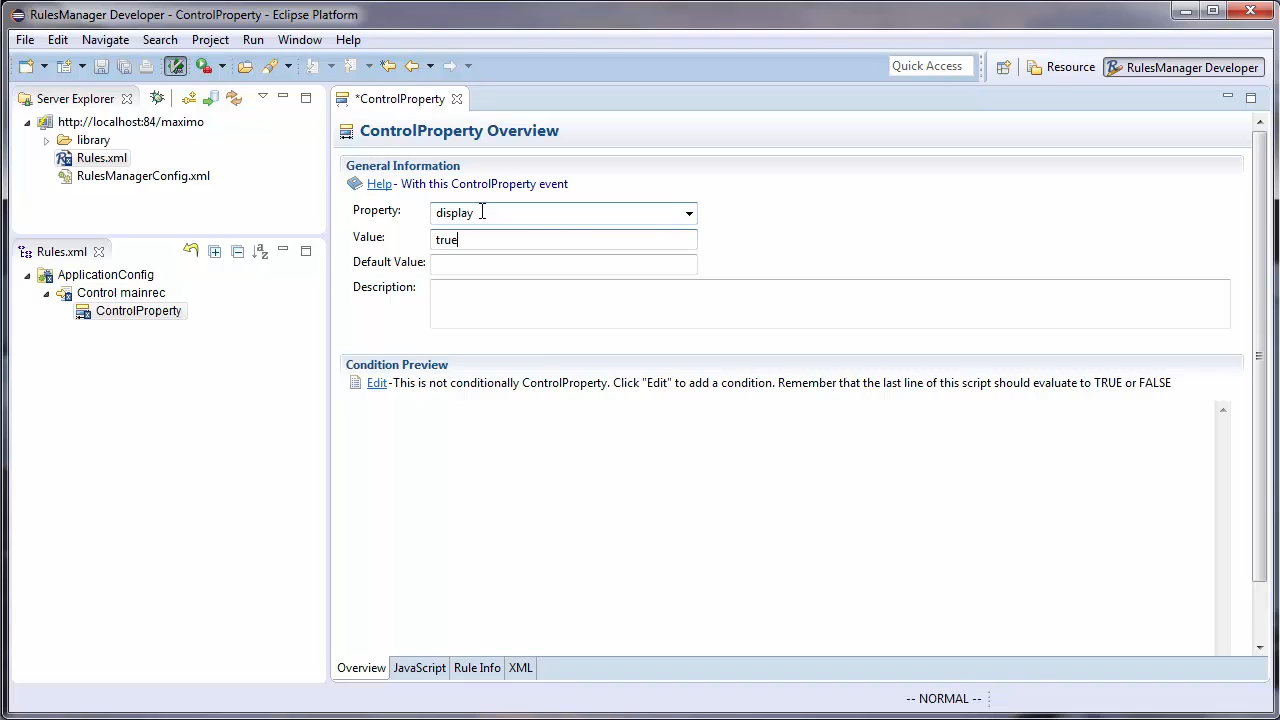 RulesManager Developer - ControlProperty - Eclipse Platform
File Edit Navigate Search Project Run Window Help
Quick Access Resource RulesManager Developer
Server Explorer
http://localhost:84/maximo
library
Rules.xml
RulesManagerConfig.xml
Rules.xml
ApplicationConfig
Control mainrec
ControlProperty
*ControlProperty
ControlProperty Overview
General Information
Help - With this ControlProperty event
Property: display
Value: true
Default Value:
Description:
Condition Preview
Edit -This is not conditionally ControlProperty. Click "Edit" to add a condition. Remember that the last line of this script should evaluate to TRUE or FALSE
Overview JavaScript Rule Info XML
-- NORMAL --